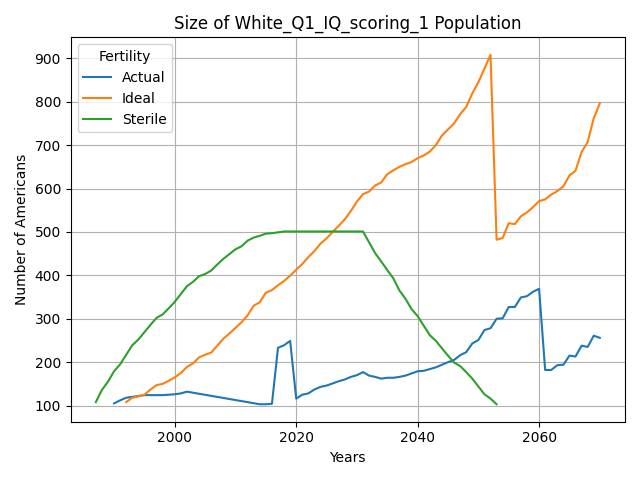 Size of White_Q1_IQ_scoring_1 Population
Fertility
Actual
Ideal
Sterile
Number of Americans
900
800
700
600
500
400
300
200
100
2000
2020
2040
2060
Years